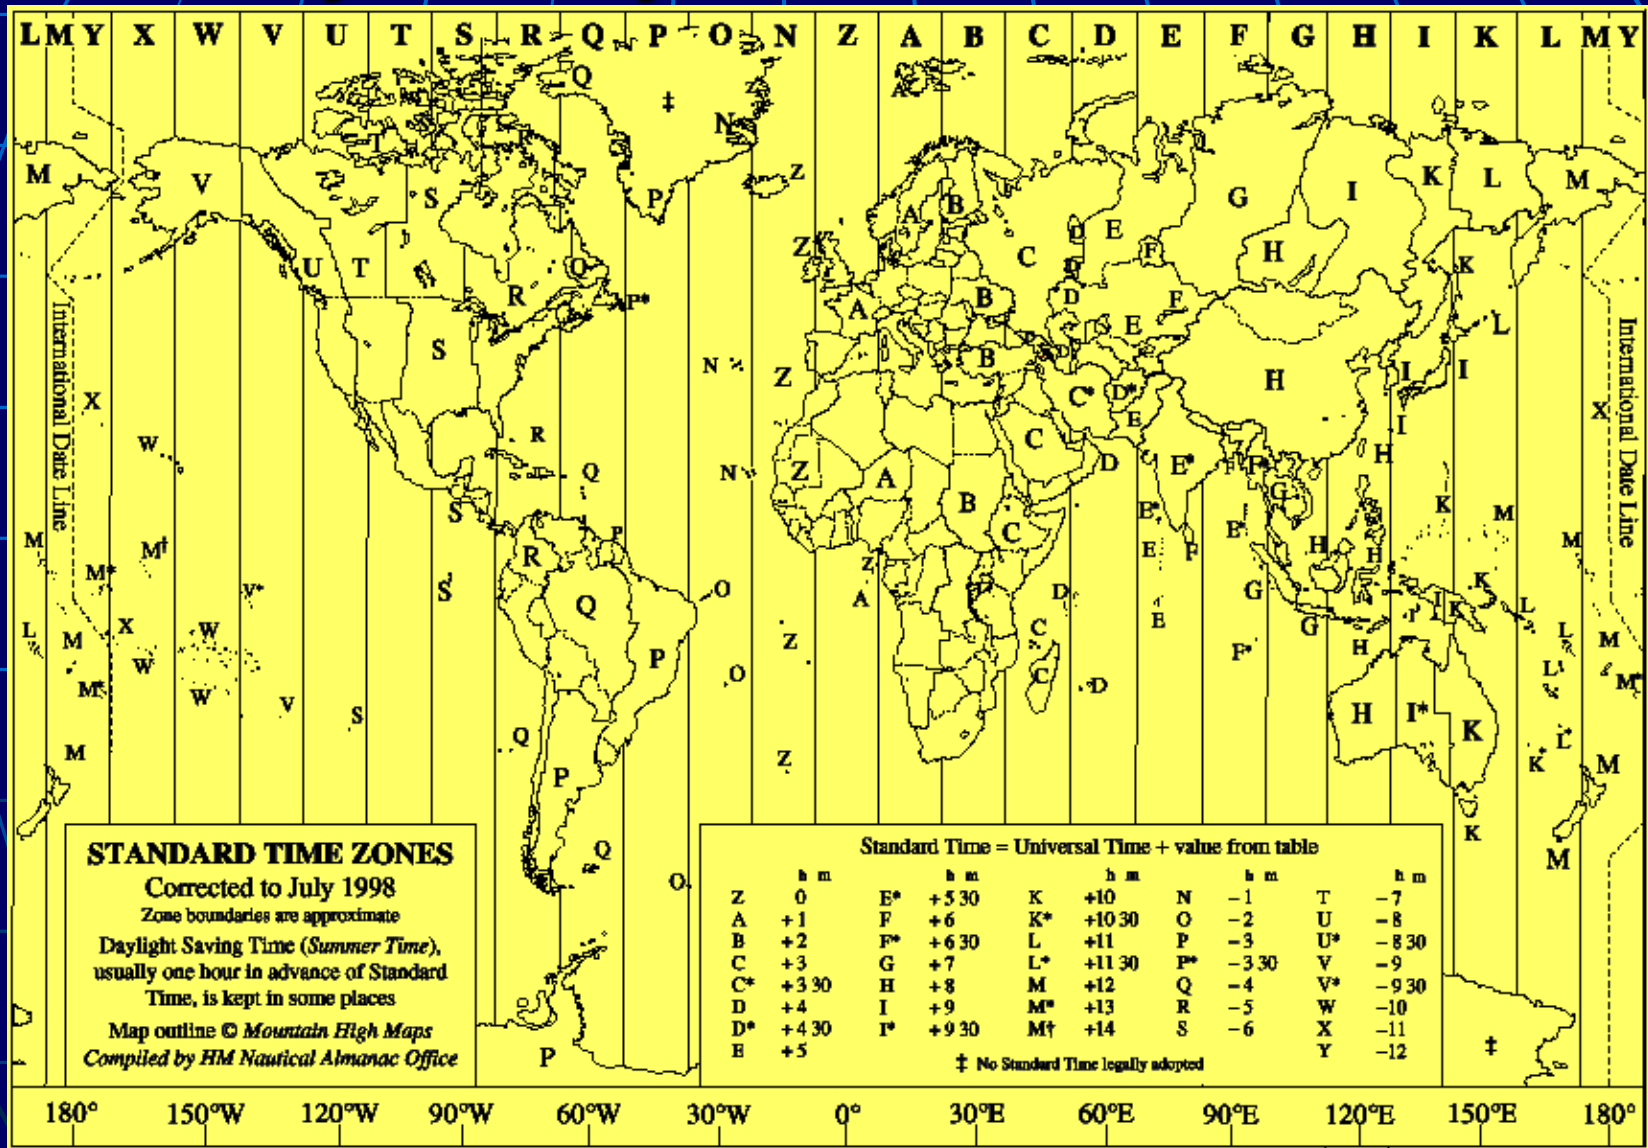 L M Y X W V U T S R Q P O N Z A B C D E F G H I K L M Y
International Date Line
International Date Line
STANDARD TIME ZONES
Corrected to July 1998
Zone boundaries are approximate
Daylight Saving Time (Summer Time),
usually one hour in advance of Standard
Time, is kept in some places
Map outline © Mountain High Maps
Compiled by HM Nautical Almanac Office
Standard Time = Universal Time + value from table
h m h m h m h m h m
Z 0 E* +5 30 K +10 N −1 T −7
A +1 F +6 K* +10 30 O −2 U −8
B +2 F* +6 30 L +11 P −3 U* −8 30
C +3 G +7 L* +11 30 P* −3 30 V −9
C* +3 30 H +8 M +12 Q −4 V* −9 30
D +4 I +9 M* +13 R −5 W −10
D* +4 30 I* +9 30 M† +14 S −6 X −11
E +5 Y −12
‡ No Standard Time legally adopted
180° 150°W 120°W 90°W 60°W 30°W 0° 30°E 60°E 90°E 120°E 150°E 180°